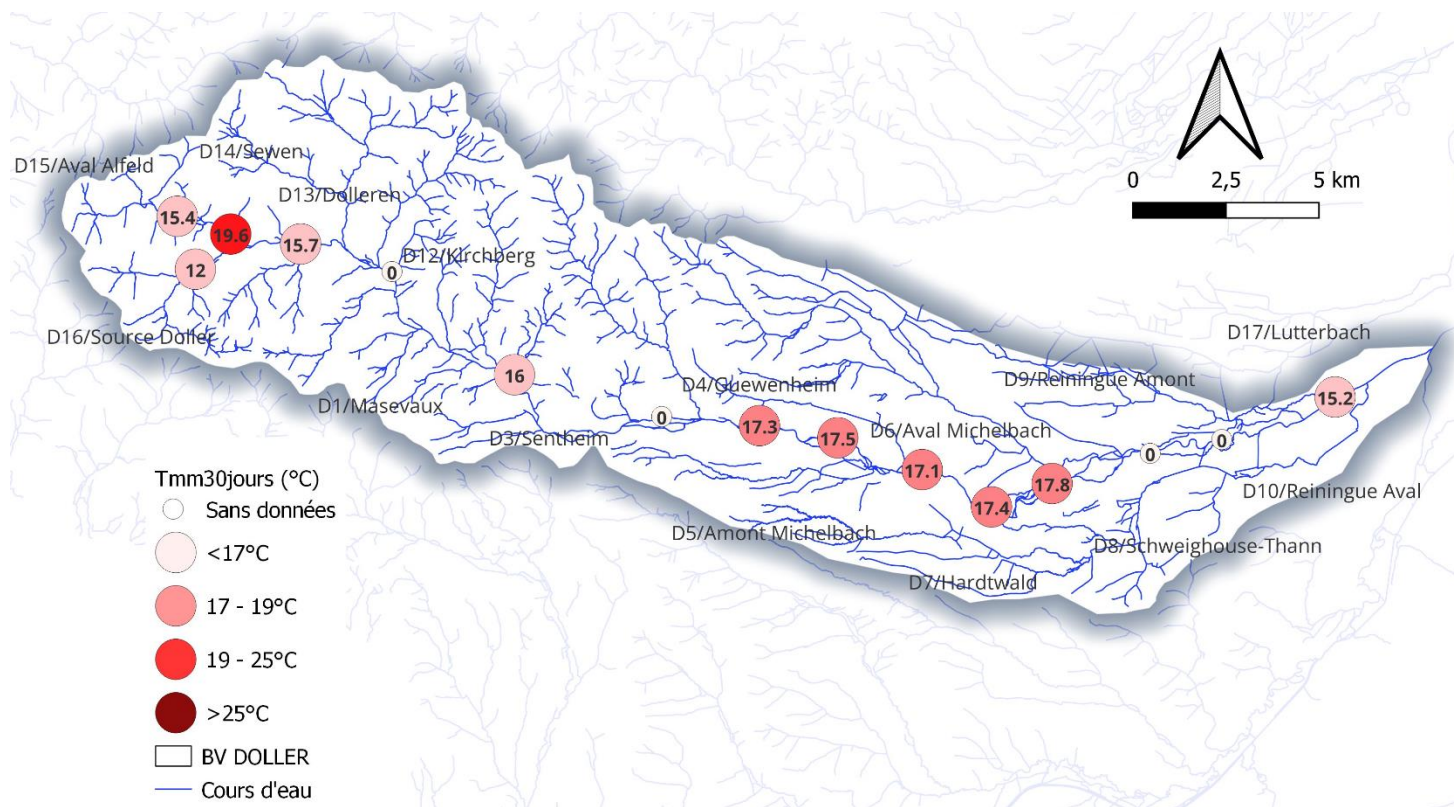 D14/Sewen
D15/Aval Alfeld
D13/Dolleren
0 2,5 5 km
15.4
19.6
15.7
D12/Kirchberg
12
0
D17/Lutterbach
D16/Source Doller
16
D4/Guewenheim
D9/Reiningue Amont
D1/Masevaux
15.2
0
17.3
D3/Sentheim
17.5
D6/Aval Michelbach
0
0
17.1
17.8
D10/Reiningue Aval
17.4
D5/Amont Michelbach
D8/Schweighouse-Thann
D7/Hardtwald
Tmm30jours (°C)
Sans données
<17°C
17 - 19°C
19 - 25°C
>25°C
BV DOLLER
Cours d'eau